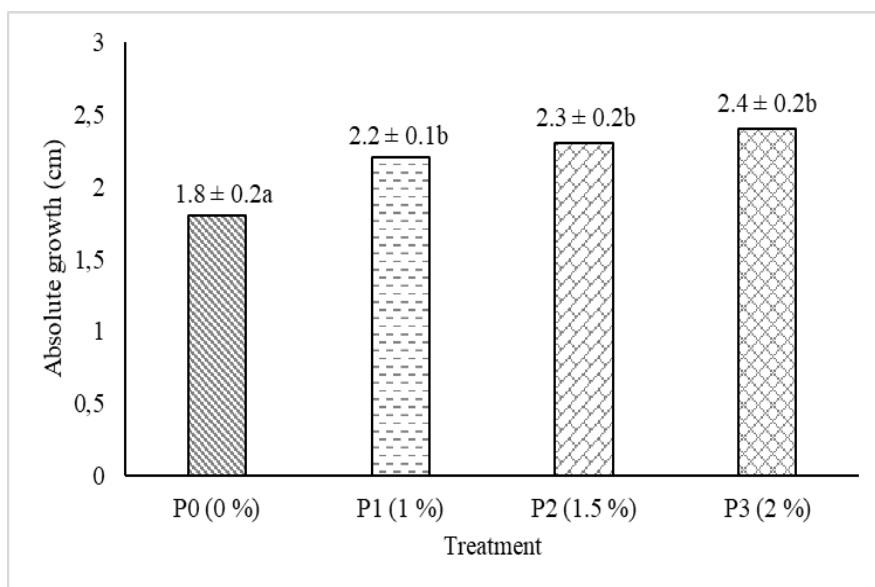 Absolute growth (cm)
3
2,5
2
1,5
1
0,5
0
1.8 ± 0.2a
2.2 ± 0.1b
2.3 ± 0.2b
2.4 ± 0.2b
P0 (0 %)
P1 (1 %)
P2 (1.5 %)
P3 (2 %)
Treatment